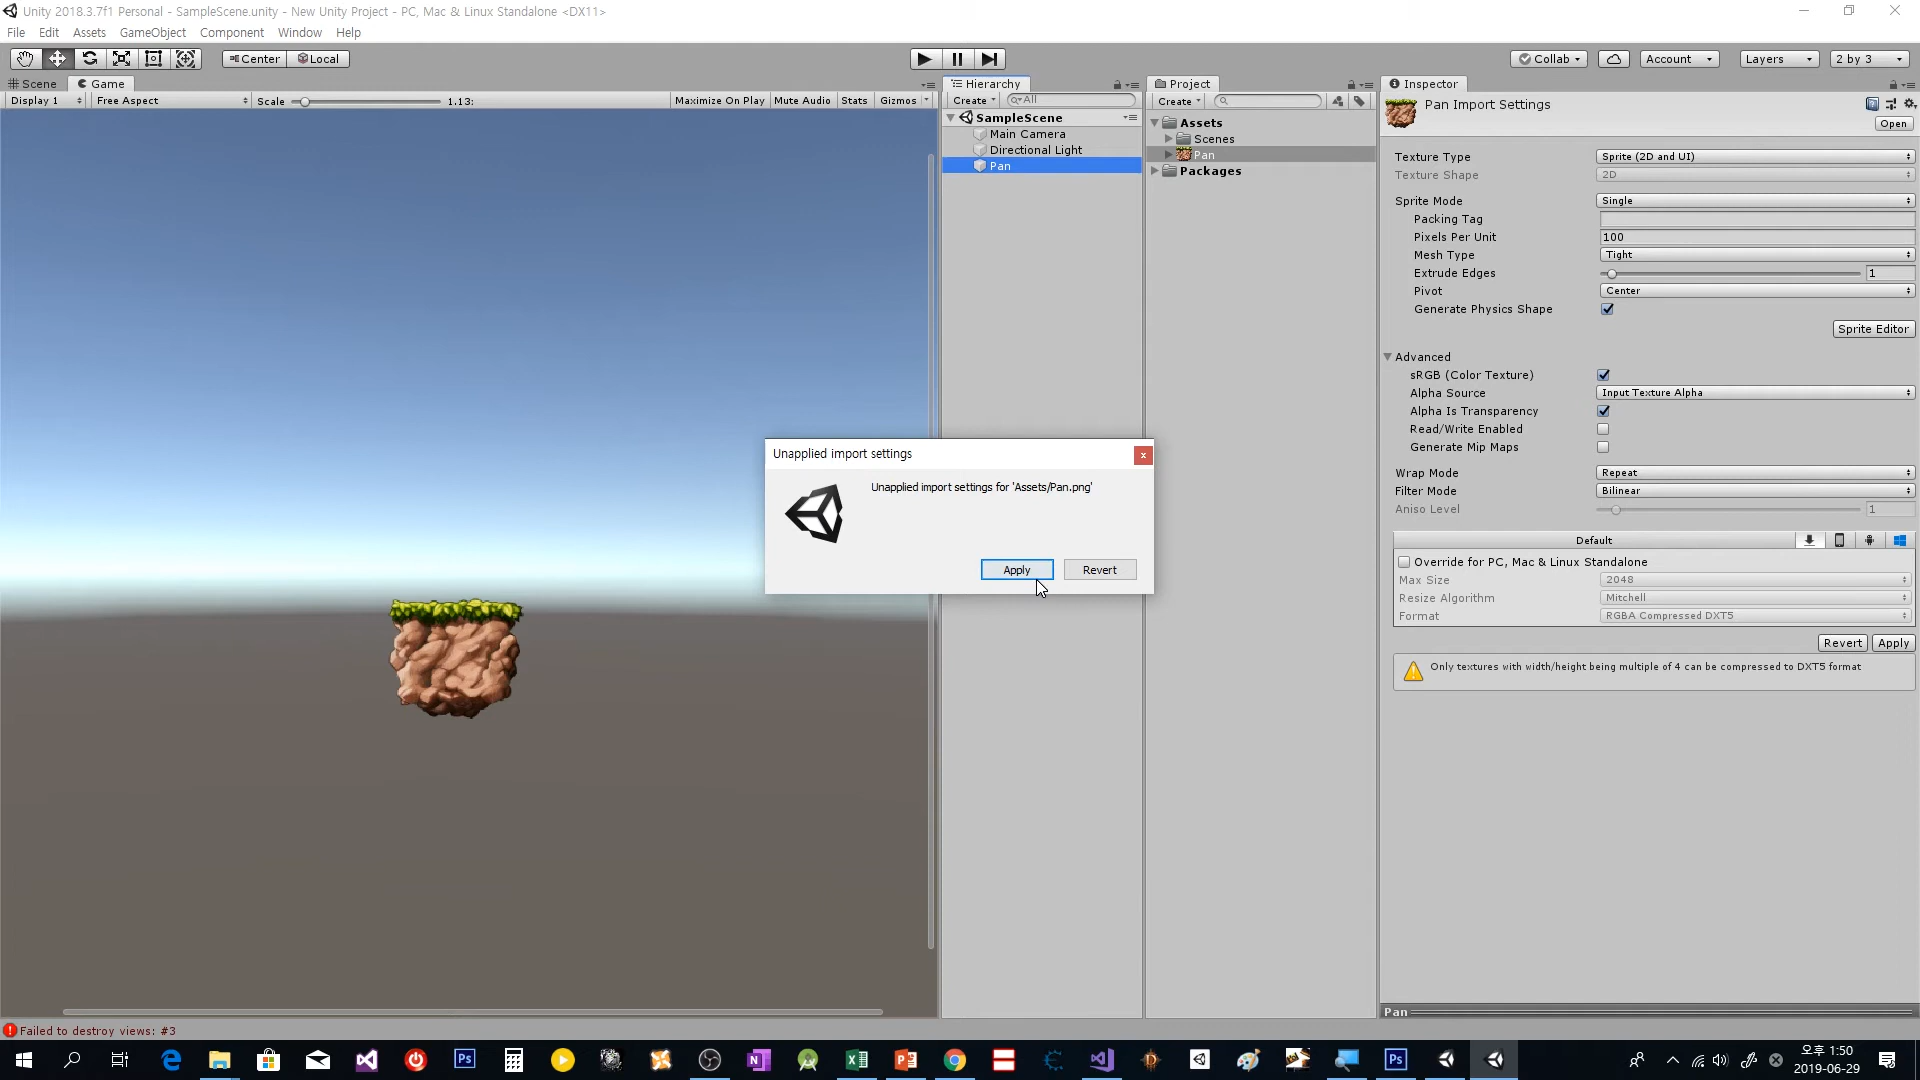 Unity 2018.3.7f1 Personal - SampleScene.unity - New Unity Project - PC, Mac & Linux Standalone <DX11>
File Edit Assets GameObject Component Window Help
Center Local Collab Account Layers 2 by 3
Scene Game Hierarchy Project Inspector
Display 1 Free Aspect Scale 1.13: Maximize On Play Mute Audio Stats Gizmos Create All Create
Pan Import Settings
Open
SampleScene
Main Camera
Directional Light
Pan
Assets
Scenes
Pan
Packages
Texture Type Sprite (2D and UI)
Texture Shape 2D
Sprite Mode Single
Packing Tag
Pixels Per Unit 100
Mesh Type Tight
Extrude Edges 1
Pivot Center
Generate Physics Shape
Sprite Editor
Advanced
sRGB (Color Texture)
Alpha Source Input Texture Alpha
Alpha Is Transparency
Read/Write Enabled
Generate Mip Maps
Wrap Mode Repeat
Filter Mode Bilinear
Aniso Level 1
Default
Override for PC, Mac & Linux Standalone
Max Size 2048
Resize Algorithm Mitchell
Format RGBA Compressed DXT5
Revert Apply
Only textures with width/height being multiple of 4 can be compressed to DXT5 format
Pan
Unapplied import settings
Unapplied import settings for 'Assets/Pan.png'
Apply Revert
Failed to destroy views: #3
오후 1:50
2019-06-29